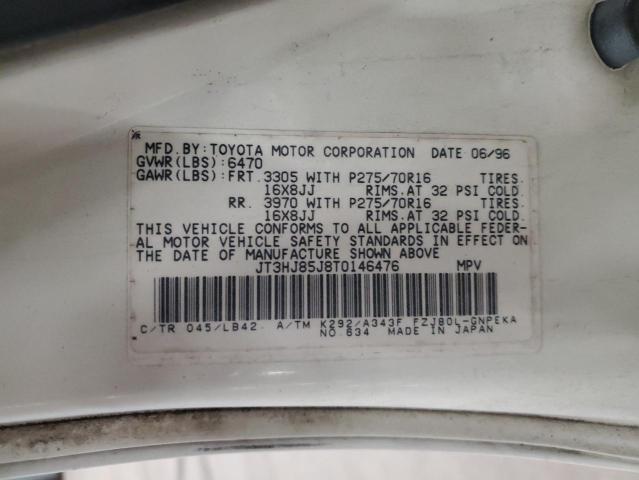 MFD. BY: TOYOTA MOTOR CORPORATION DATE 06/96
GVWR(LBS): 6470
GAWR(LBS): FRT. 3305 WITH P275/70R16 TIRES.
16X8JJ RIMS.AT 32 PSI COLD.
RR. 3970 WITH P275/70R16 TIRES.
16X8JJ RIMS.AT 32 PSI COLD.
THIS VEHICLE CONFORMS TO ALL APPLICABLE FEDER-
AL MOTOR VEHICLE SAFETY STANDARDS IN EFFECT ON
THE DATE OF MANUFACTURE SHOWN ABOVE.
JT3HJ85J8T0146476 MPV
C/TR 045/LB42. A/TM K292/A343F FZJ80L-GNPEKA
NO 634 MADE IN JAPAN